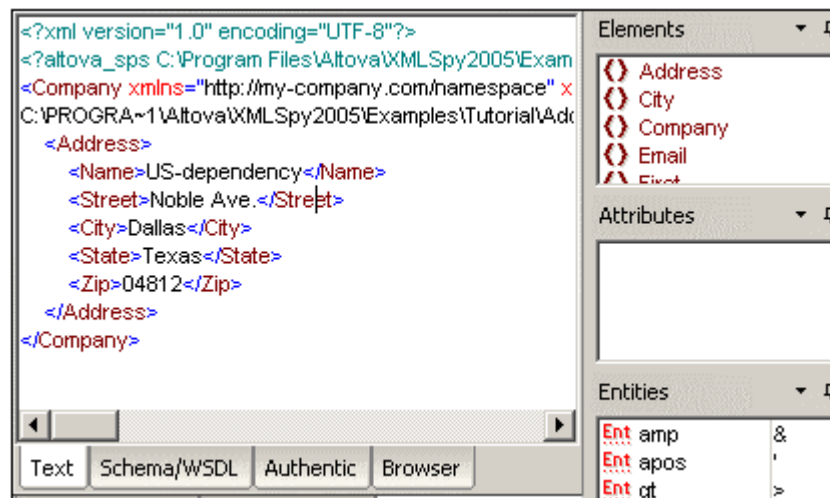 <?xml version="1.0" encoding="UTF-8"?>
<?altova_sps C:\Program Files\Altova\XMLSpy2005\Exam
<Company xmlns="http://my-company.com/namespace" x
C:\PROGRA~1\Altova\XMLSpy2005\Examples\Tutorial\Add
<Address>
<Name>US-dependency</Name>
<Street>Noble Ave.</Street>
<City>Dallas</City>
<State>Texas</State>
<Zip>04812</Zip>
</Address>
</Company>
Text Schema/WSDL Authentic Browser
Elements
Address
City
Company
Email
First
Attributes
Entities
Ent amp &
Ent apos '
Ent gt >